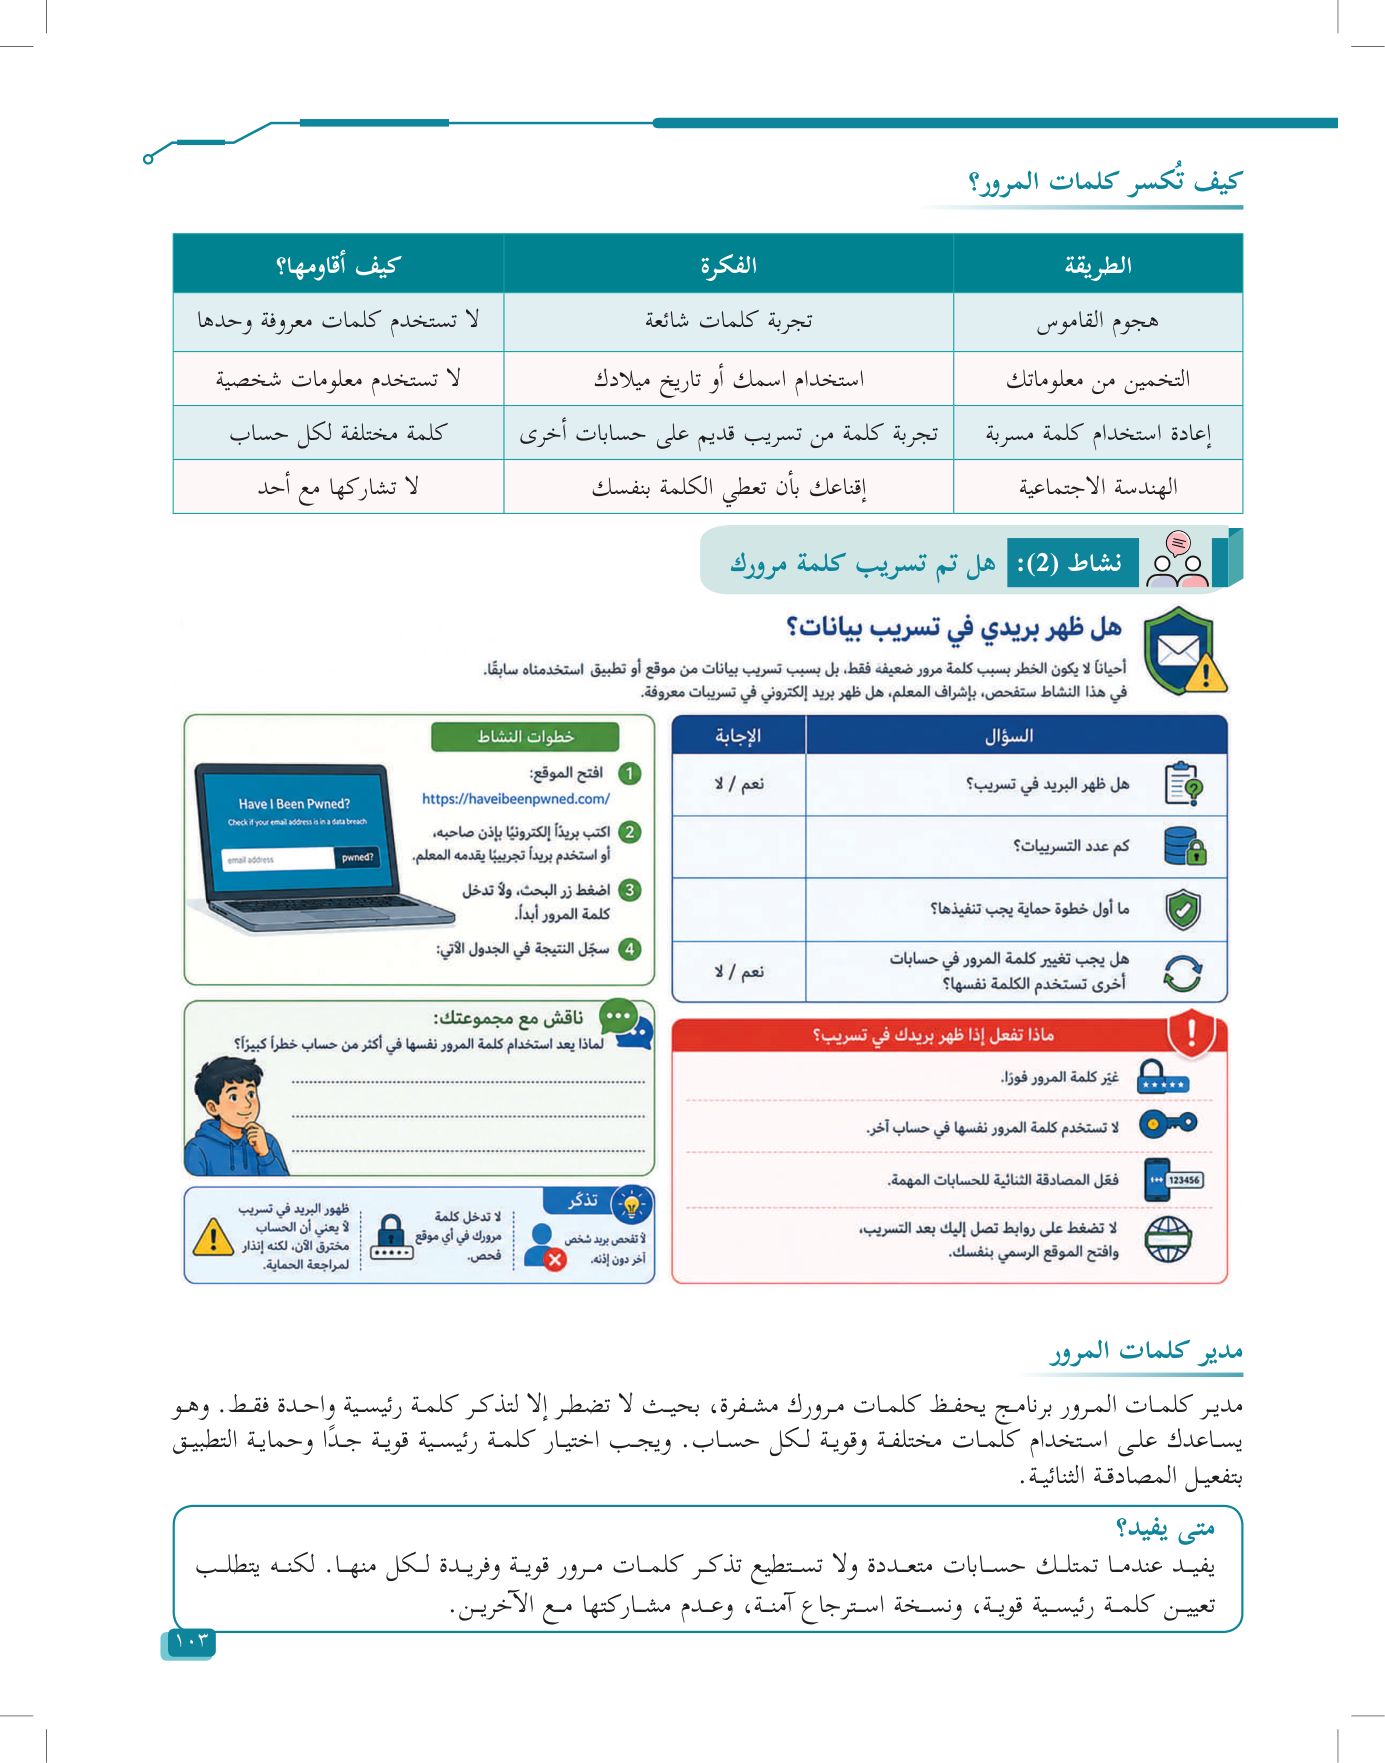 كيف تُكسر كلمات المرور؟
الطريقة	الفكرة	كيف أقاومها؟
هجوم القاموس	تجربة كلمات شائعة	لا تستخدم كلمات معروفة وحدها
التخمين من معلوماتك	استخدام اسمك أو تاريخ ميلادك	لا تستخدم معلومات شخصية
إعادة استخدام كلمة مسربة	تجربة كلمة من تسريب قديم على حسابات أخرى	كلمة مختلفة لكل حساب
الهندسة الاجتماعية	إقناعك بأن تعطي الكلمة بنفسك	لا تشاركها مع أحد
نشاط (2): هل تم تسريب كلمة مرورك
هل ظهر بريدي في تسريب بيانات؟
أحياناً لا يكون الخطر بسبب كلمة مرور ضعيفة فقط، بل بسبب تسريب بيانات من موقع أو تطبيق استخدمناه سابقًا.
في هذا النشاط ستفحص، بإشراف المعلم، هل ظهر بريد إلكتروني في تسريبات معروفة.
السؤال	الإجابة
هل ظهر البريد في تسريب؟	نعم / لا
كم عدد التسريبات؟
ما أول خطوة حماية يجب تنفيذها؟
هل يجب تغيير كلمة المرور في حسابات
أخرى تستخدم الكلمة نفسها؟	نعم / لا
خطوات النشاط
1 افتح الموقع:
https://haveibeenpwned.com/
2 اكتب بريدًا إلكترونيًا بإذن صاحبه،
أو استخدم بريداً تجريبيًا يقدمه المعلم.
3 اضغط زر البحث، ولا تدخل
كلمة المرور أبداً.
4 سجّل النتيجة في الجدول الآتي:
Have I Been Pwned?
Check if your email address is in a data breach
email address
pwned?
ماذا تفعل إذا ظهر بريدك في تسريب؟
غيّر كلمة المرور فورًا.
لا تستخدم كلمة المرور نفسها في حساب آخر.
فعّل المصادقة الثنائية للحسابات المهمة.
123456
لا تضغط على روابط تصل إليك بعد التسريب،
وافتح الموقع الرسمي بنفسك.
ناقش مع مجموعتك:
لماذا يعد استخدام كلمة المرور نفسها في أكثر من حساب خطراً كبيرًا؟
تذكّر
لا تفحص بريد شخص
آخر دون إذنه.
لا تدخل كلمة
مرورك في أي موقع
فحص.
ظهور البريد في تسريب
لا يعني أن الحساب
مخترق الآن، لكنه إنذار
لمراجعة الحماية.
مدير كلمات المرور
مدير كلمات المرور برنامج يحفظ كلمات مرورك مشفرة، بحيث لا تضطر إلا لتذكر كلمة رئيسية واحدة فقط. وهو
يساعدك على استخدام كلمات مختلفة وقوية لكل حساب. ويجب اختيار كلمة رئيسية قوية جدًا وحماية التطبيق
بتفعيل المصادقة الثنائية.
متى يفيد؟
يفيد عندما تمتلك حسابات متعددة ولا تستطيع تذكر كلمات مرور قوية وفريدة لكل منها. لكنه يتطلب
تعيين كلمة رئيسية قوية، ونسخة استرجاع آمنة، وعدم مشاركتها مع الآخرين.
١٠٣